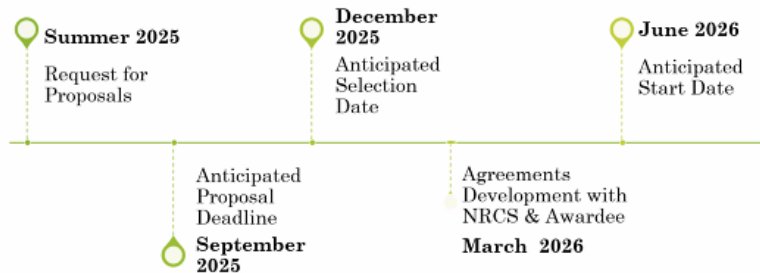 Summer 2025
Request for
Proposals
Anticipated
Proposal
Deadline
September
2025
December
2025
Anticipated
Selection
Date
Agreements
Development with
NRCS & Awardee
March 2026
June 2026
Anticipated
Start Date